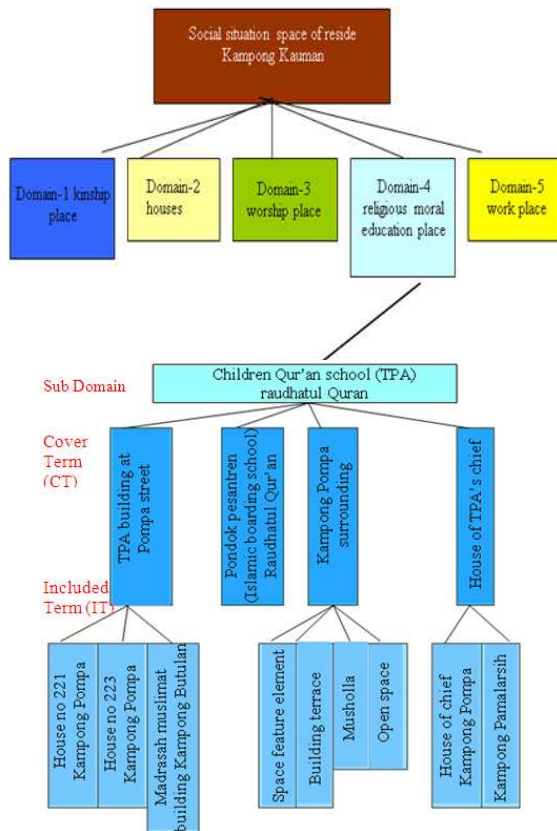 Social situation space of reside
Kampong Kauman
Domain-1 kinship
place
Domain-2
houses
Domain-3
worship place
Domain-4
religious moral
education place
Domain-5
work place
Sub Domain
Children Qur'an school (TPA)
raudhatul Quran
Cover
Term
(CT)
TPA building at
Pompa street
Pondok pesantren
(Islamic boarding school)
Raudhatul Qur'an
Kampong Pompa
surrounding
House of TPA's chief
Included
Term (IT)
House no 221
Kampong Pompa
House no 223
Kampong Pompa
Madrasah muslimat
building Kampong Butulan
Space feature element
Building terrace
Musholla
Open space
House of chief
Kampong Pompa
Kampong Pamalarsih